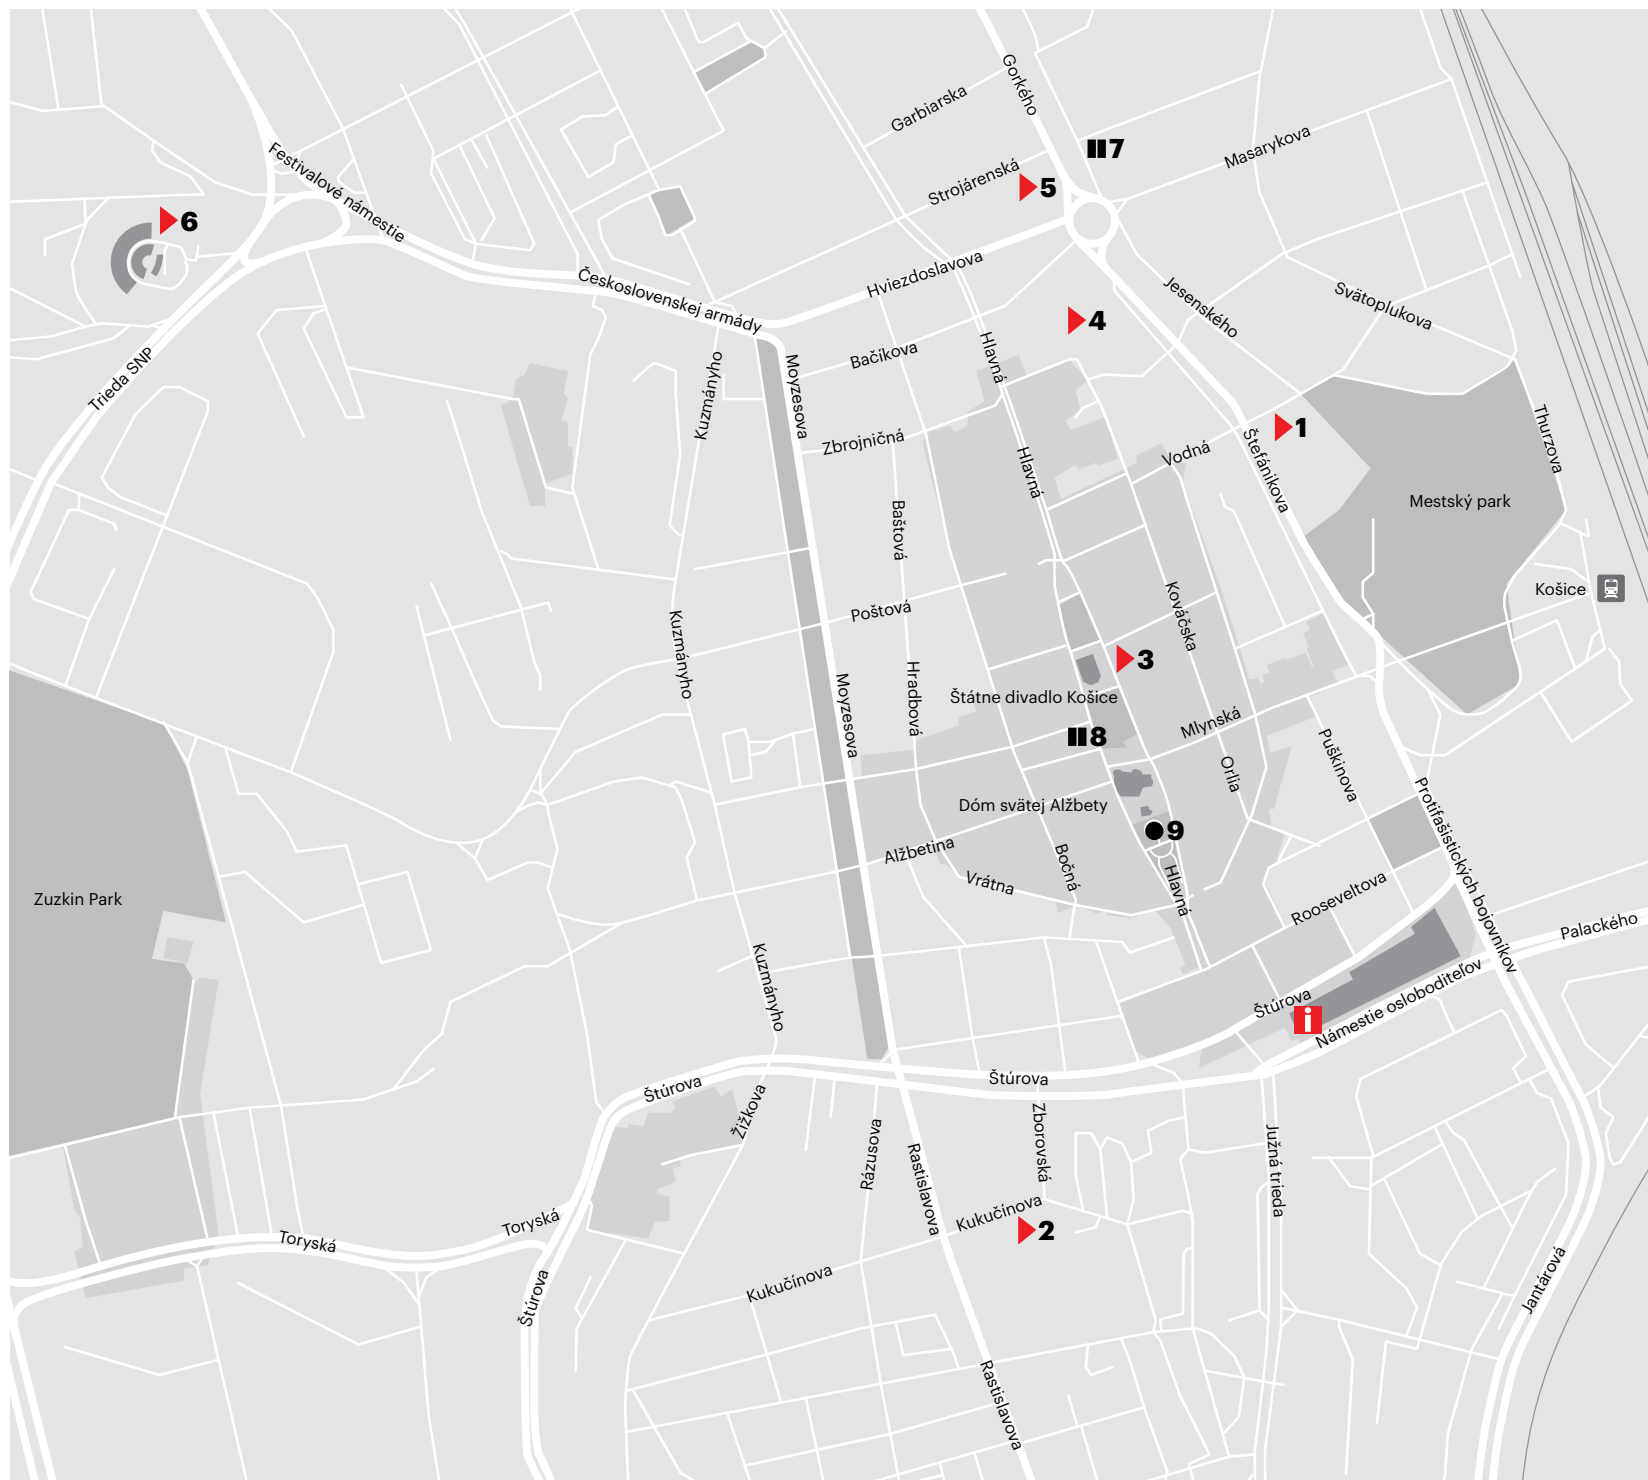 Gorkého
Garbiarska
7
Masarykova
Strojárenská
5
Festivalové námestie
6
Československej armády
Hviezdoslavova
Jesenského
Svätoplukova
4
Trieda SNP
Bačíkova
Hlavná
Kuzmányho
Moyzesova
Zbrojničná
1
Thurzova
Vodná
Štefánikova
Hlavná
Mestský park
Baštová
Košice
Poštová
Kováčska
Kuzmányho
3
Hradbová
Moyzesova
Štátne divadlo Košice
Mlynská
8
Puškinova
Orlia
Dóm svätej Alžbety
Protifašistických bojovníkov
9
Alžbetina
Bočná
Vrátna
Hlavná
Rooseveltova
Zuzkin Park
Palackého
Kuzmányho
Štúrova
i
Námestie osloboditeľov
Štúrova
Štúrova
Žižkova
Rázusova
Zborovská
Južná trieda
Rastislavova
Toryská
Toryská
Kukučínova
2
Kukučínova
Štúrova
Jantárová
Rastislavova